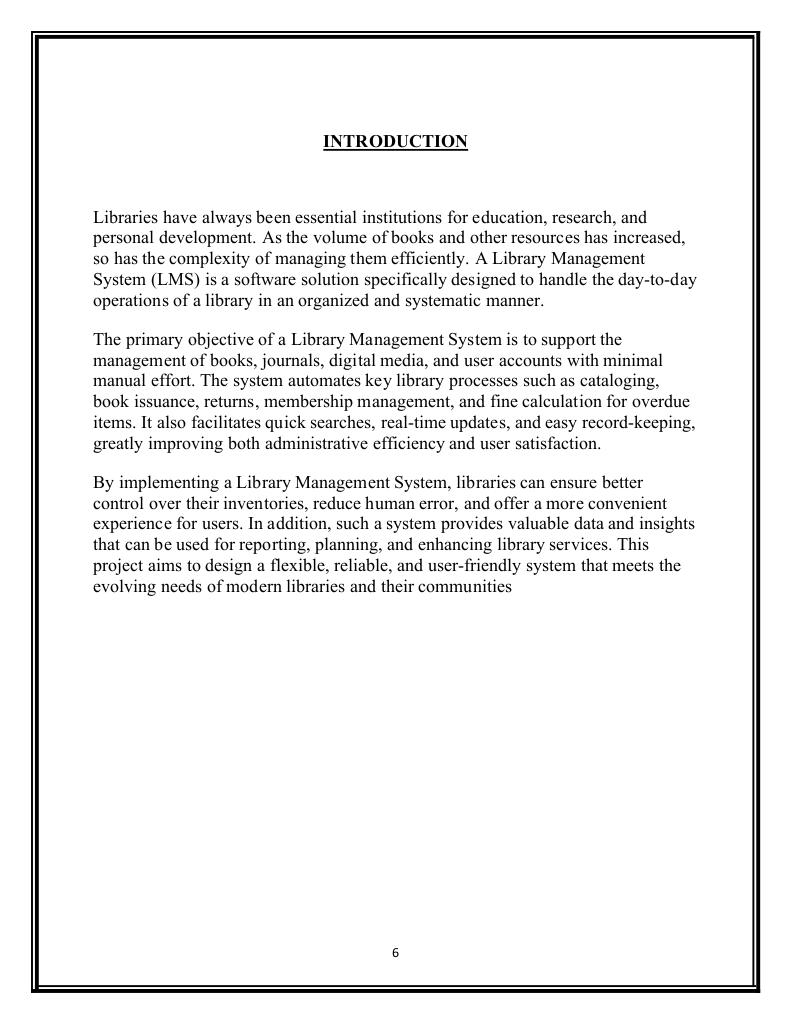 INTRODUCTION
Libraries have always been essential institutions for education, research, and
personal development. As the volume of books and other resources has increased,
so has the complexity of managing them efficiently. A Library Management
System (LMS) is a software solution specifically designed to handle the day-to-day
operations of a library in an organized and systematic manner.
The primary objective of a Library Management System is to support the
management of books, journals, digital media, and user accounts with minimal
manual effort. The system automates key library processes such as cataloging,
book issuance, returns, membership management, and fine calculation for overdue
items. It also facilitates quick searches, real-time updates, and easy record-keeping,
greatly improving both administrative efficiency and user satisfaction.
By implementing a Library Management System, libraries can ensure better
control over their inventories, reduce human error, and offer a more convenient
experience for users. In addition, such a system provides valuable data and insights
that can be used for reporting, planning, and enhancing library services. This
project aims to design a flexible, reliable, and user-friendly system that meets the
evolving needs of modern libraries and their communities
6